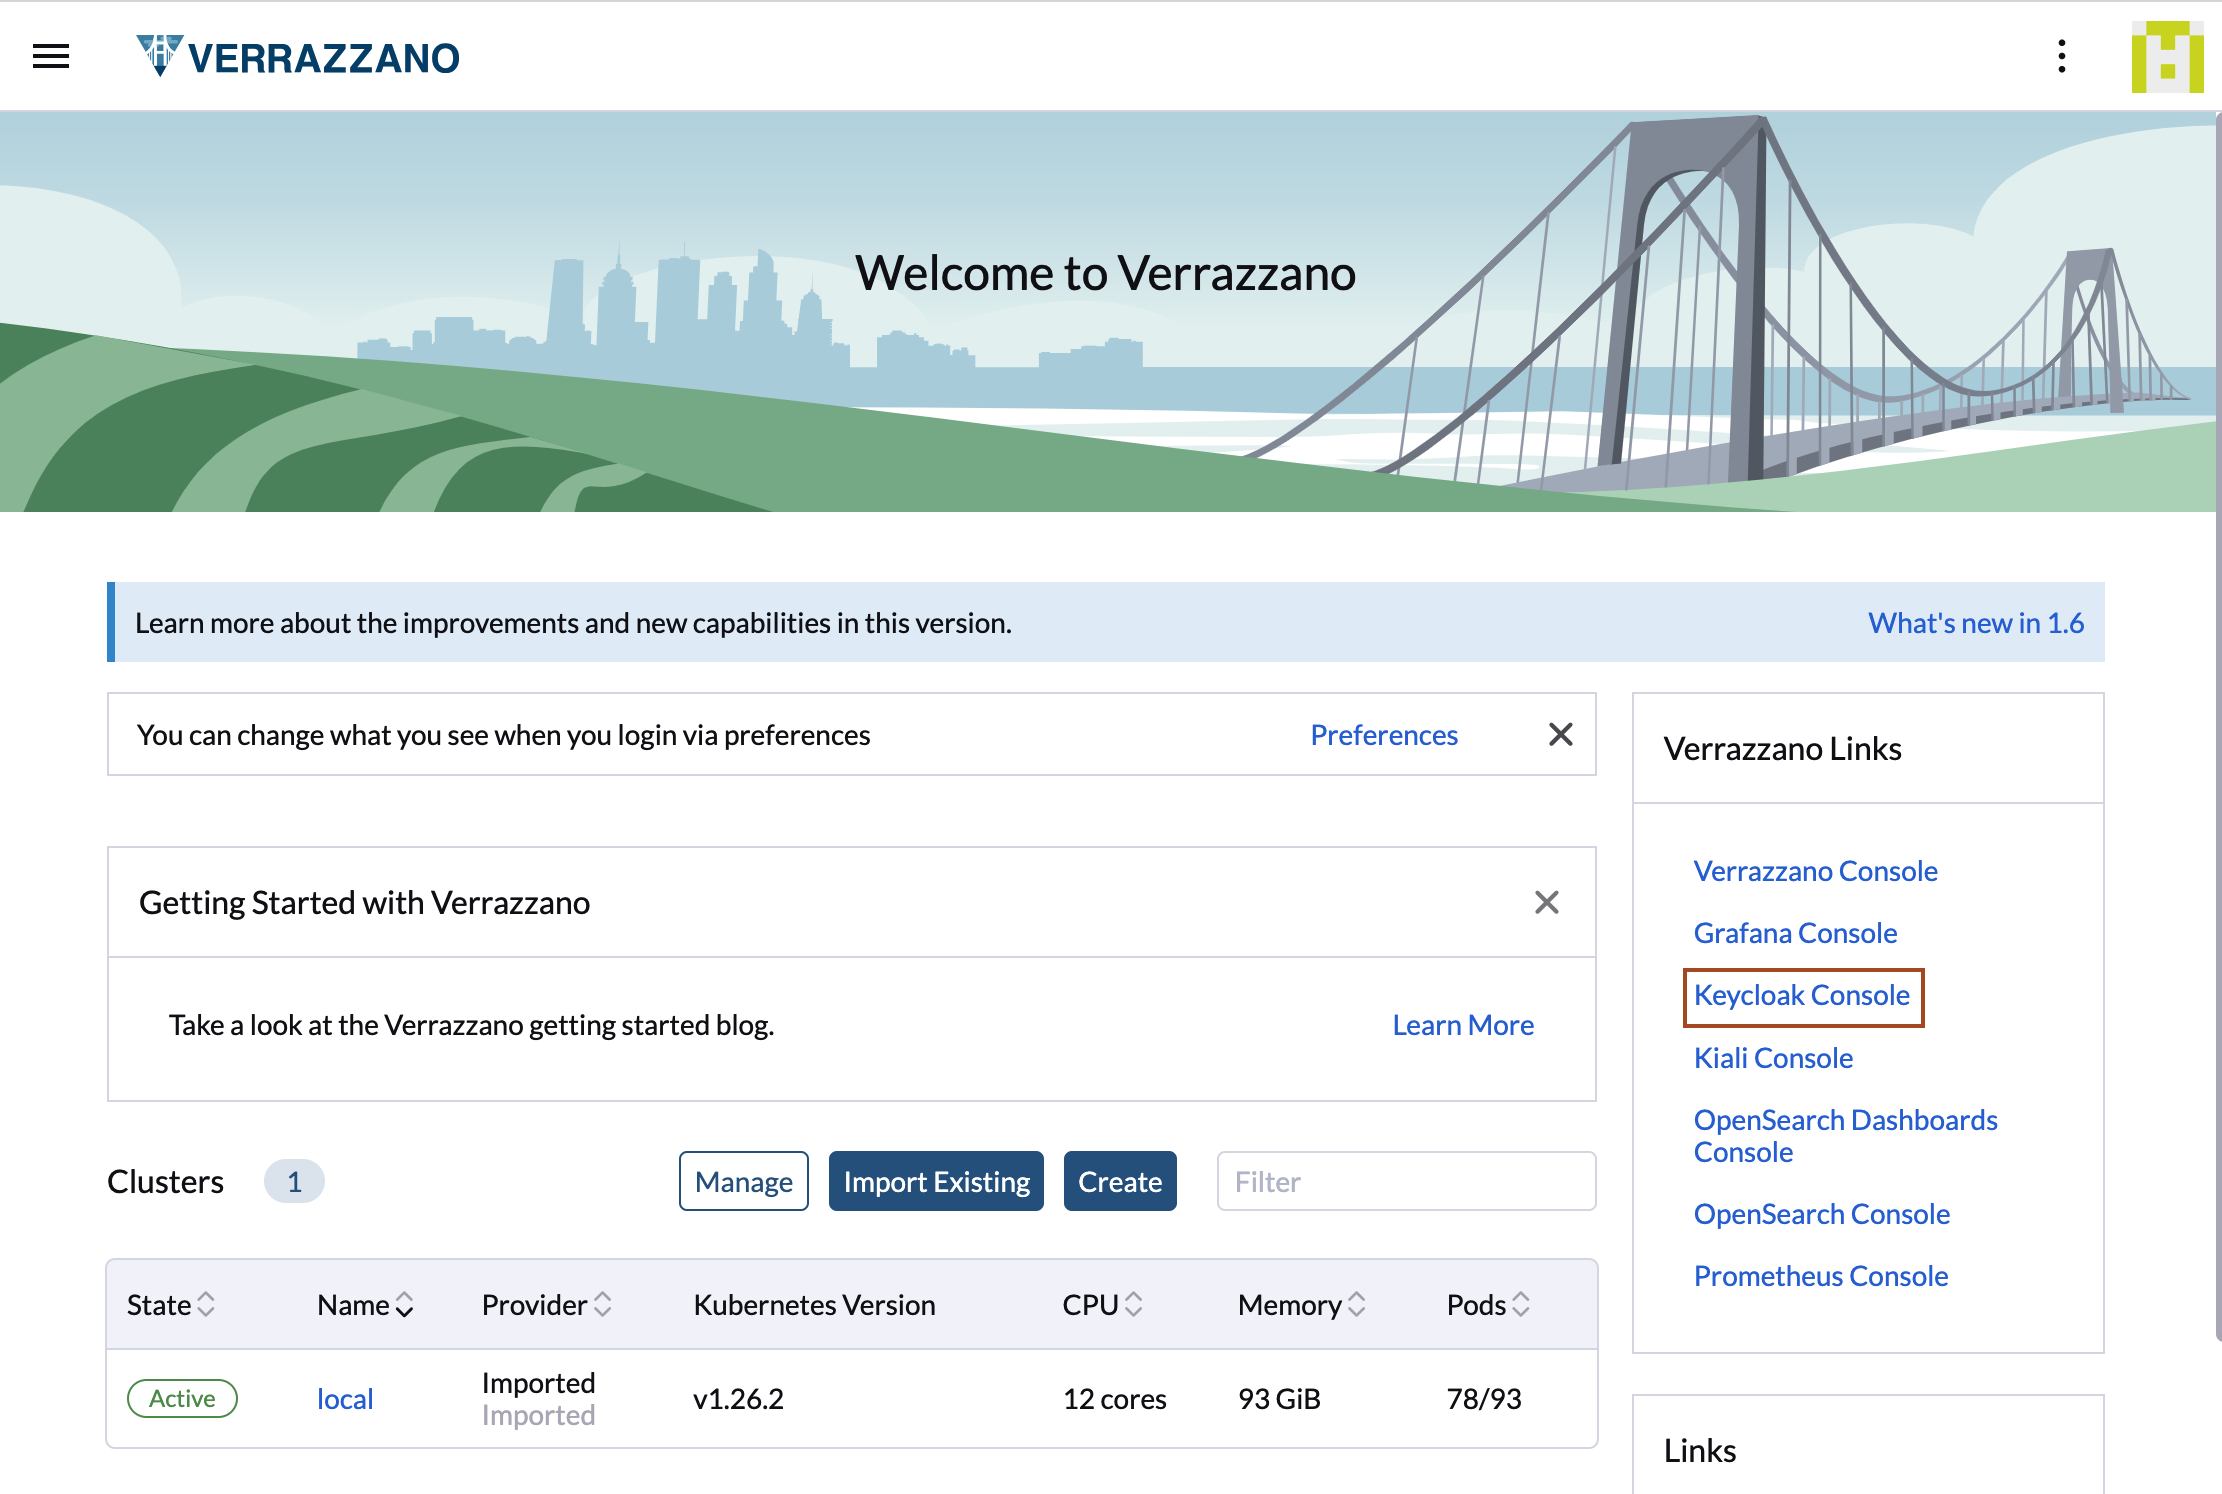 VERRAZZANO
Welcome to Verrazzano
Learn more about the improvements and new capabilities in this version.
What's new in 1.6
You can change what you see when you login via preferences
Preferences
Getting Started with Verrazzano
Take a look at the Verrazzano getting started blog.
Learn More
Clusters
1
Manage
Import Existing
Create
Filter
State
Name
Provider
Kubernetes Version
CPU
Memory
Pods
Active
local
Imported
Imported
v1.26.2
12 cores
93 GiB
78/93
Verrazzano Links
Verrazzano Console
Grafana Console
Keycloak Console
Kiali Console
OpenSearch Dashboards
Console
OpenSearch Console
Prometheus Console
Links